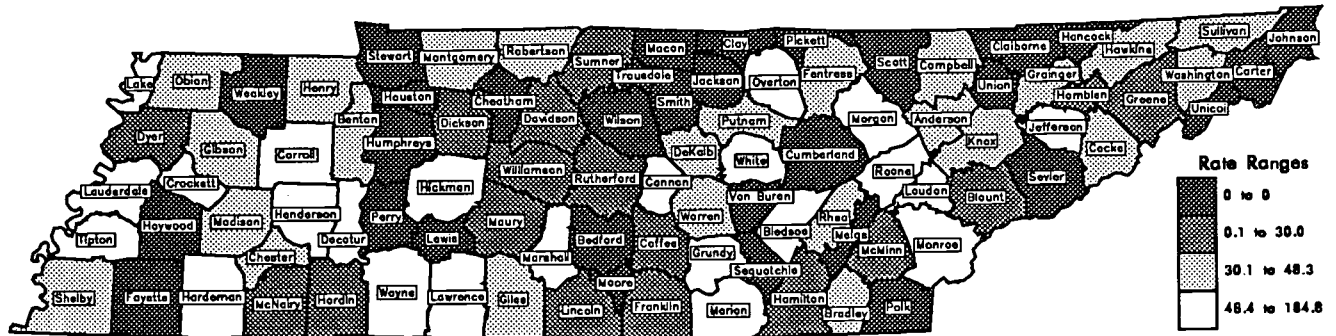 Stewart
Montgomery
Robertson
Sumner
Macon
Clay
Pickett
Scott
Campbell
Claiborne
Hancock
Hawkins
Sullivan
Johnson
Lake
Obion
Weakley
Henry
Houston
Cheatham
Trousdale
Jackson
Overton
Fentress
Union
Grainger
Washington
Carter
Benton
Dickson
Davidson
Wilson
Smith
Putnam
Morgan
Anderson
Hamblen
Greene
Unicoi
Dyer
Gibson
Carroll
Humphreys
Williamson
DeKalb
White
Cumberland
Knox
Jefferson
Cocke
Lauderdale
Crockett
Hickman
Rutherford
Cannon
Roane
Loudon
Sevier
Haywood
Madison
Henderson
Perry
Maury
Warren
Van Buren
Rhea
Blount
Tipton
Decatur
Lewis
Marshall
Bedford
Coffee
Grundy
Bledsoe
Meigs
McMinn
Monroe
Chester
Moore
Sequatchie
Shelby
Fayette
Hardeman
McNairy
Hardin
Wayne
Lawrence
Giles
Lincoln
Franklin
Marion
Hamilton
Bradley
Polk
Rate Ranges
0 to 0
0.1 to 30.0
30.1 to 48.3
48.4 to 184.8